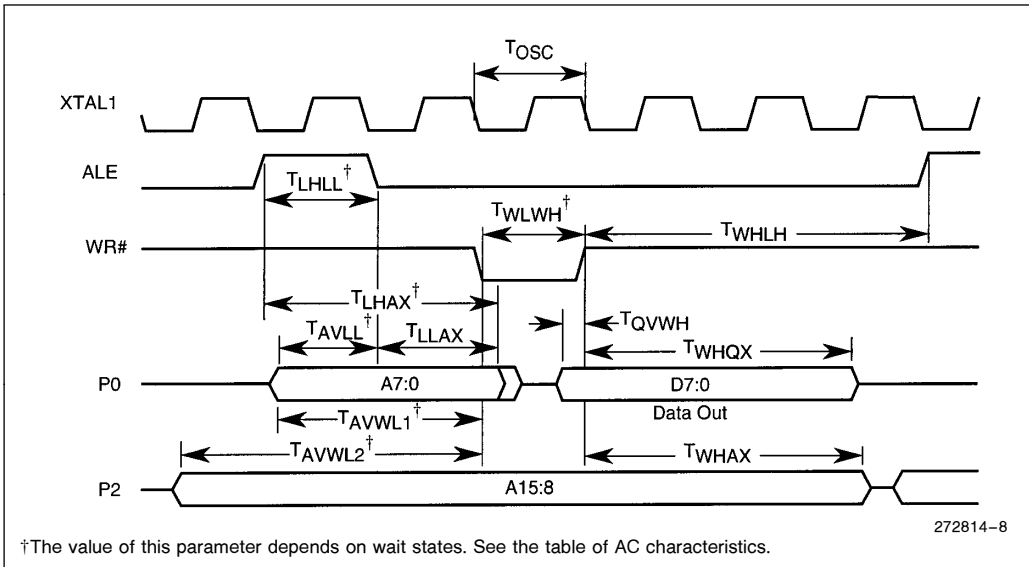 TOSC
XTAL1
ALE
TLHLL†
TWLWH†
TWHLH
WR#
TLHAX†
TAVLL†
TLLAX
TQVWH
TWHQX
P0
A7:0
D7:0
Data Out
TAVWL1†
TAVWL2†
TWHAX
P2
A15:8
272814–8
†The value of this parameter depends on wait states. See the table of AC characteristics.